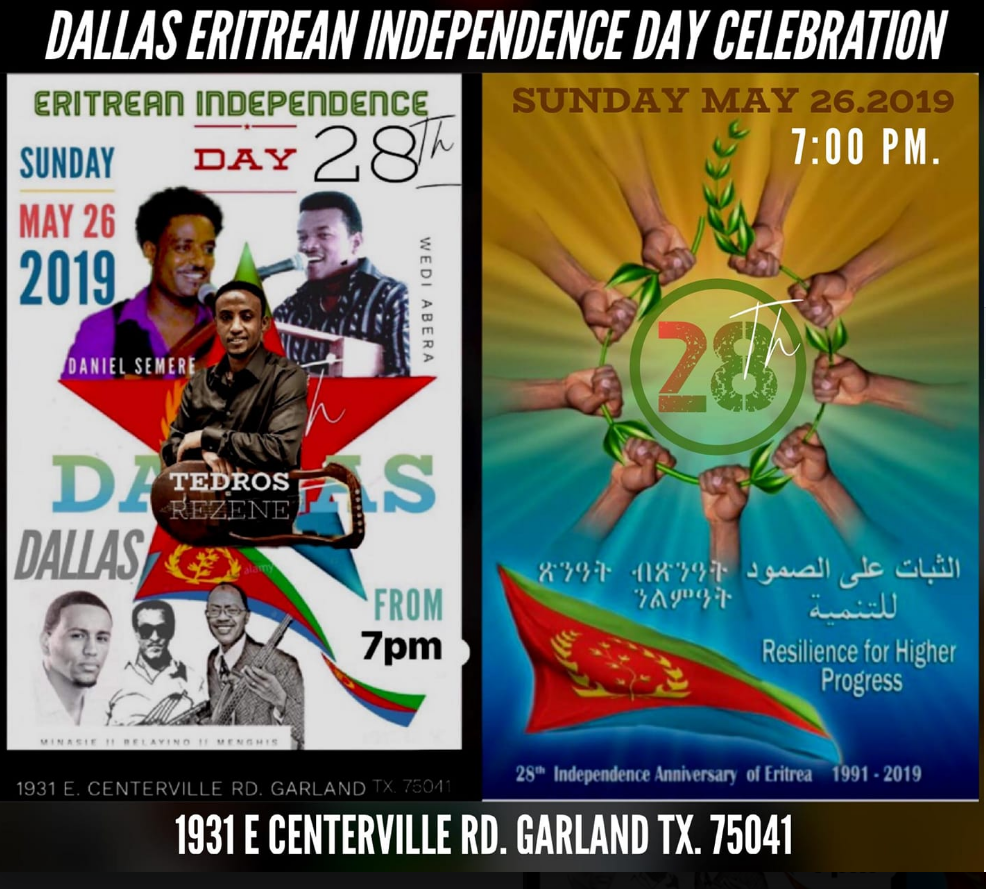 DALLAS ERITREAN INDEPENDENCE DAY CELEBRATION
ERITREAN INDEPENDENCE
DAY 28Th
SUNDAY
MAY 26
2019
WEDI ABERA
DANIEL SEMERE
Th
DALLAS
TEDROS
REZENE
DALLAS
alamy
FROM
7pm
MINASIE || BELAYINO || MENGHIS
1931 E. CENTERVILLE RD. GARLAND TX. 75041
SUNDAY MAY 26.2019
7:00 PM.
28Th
ጽንዓት ብጽንዓት
ንልምዓት
الثبات على الصمود
للتنمية
Resilience for Higher
Progress
28th Independence Anniversary of Eritrea 1991 - 2019
1931 E CENTERVILLE RD. GARLAND TX. 75041